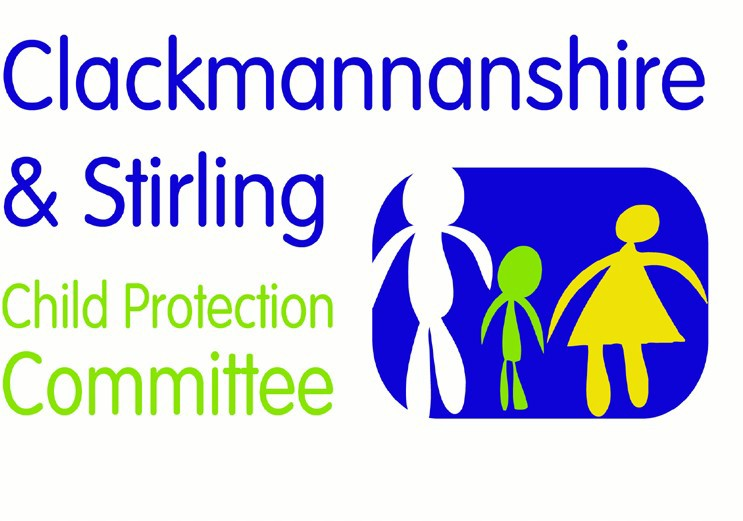 Clackmannanshire
& Stirling
Child Protection
Committee